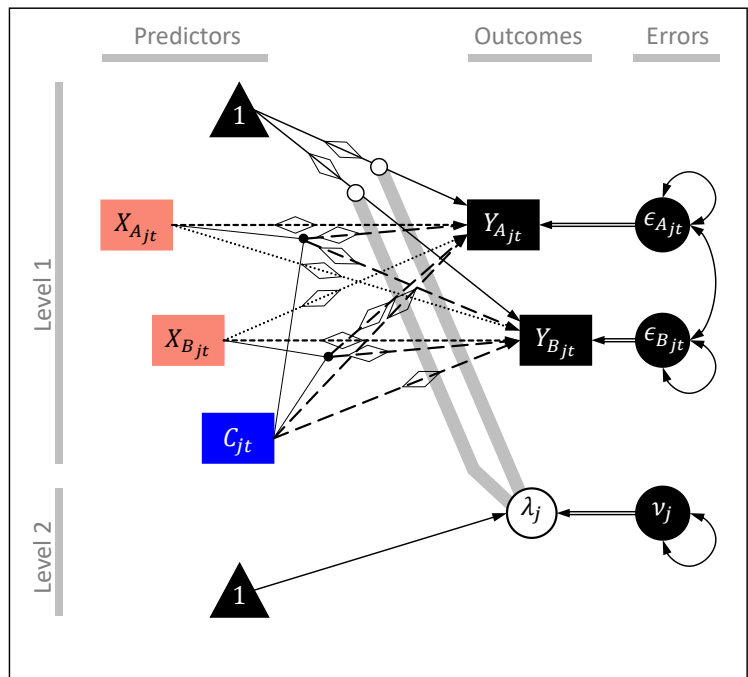 Predictors Outcomes Errors
Level 1
1
X_{A_{jt}} Y_{A_{jt}} ϵ_{A_{jt}}
X_{B_{jt}} Y_{B_{jt}} ϵ_{B_{jt}}
C_{jt}
Level 2
λ_j ν_j
1